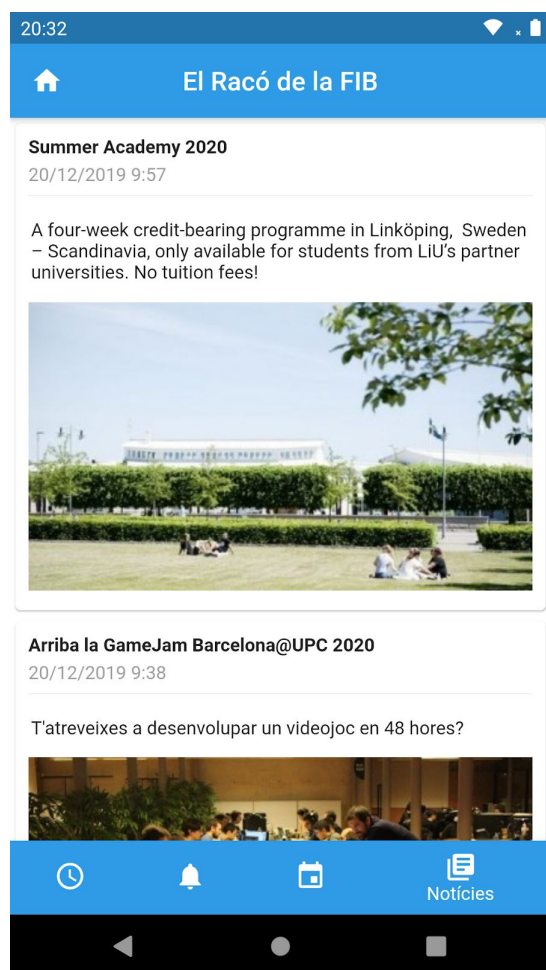 20:32
El Racó de la FIB
Summer Academy 2020
20/12/2019 9:57
A four-week credit-bearing programme in Linköping,  Sweden
– Scandinavia, only available for students from LiU’s partner
universities. No tuition fees!
Arriba la GameJam Barcelona@UPC 2020
20/12/2019 9:38
T'atreveixes a desenvolupar un videojoc en 48 hores?
Notícies